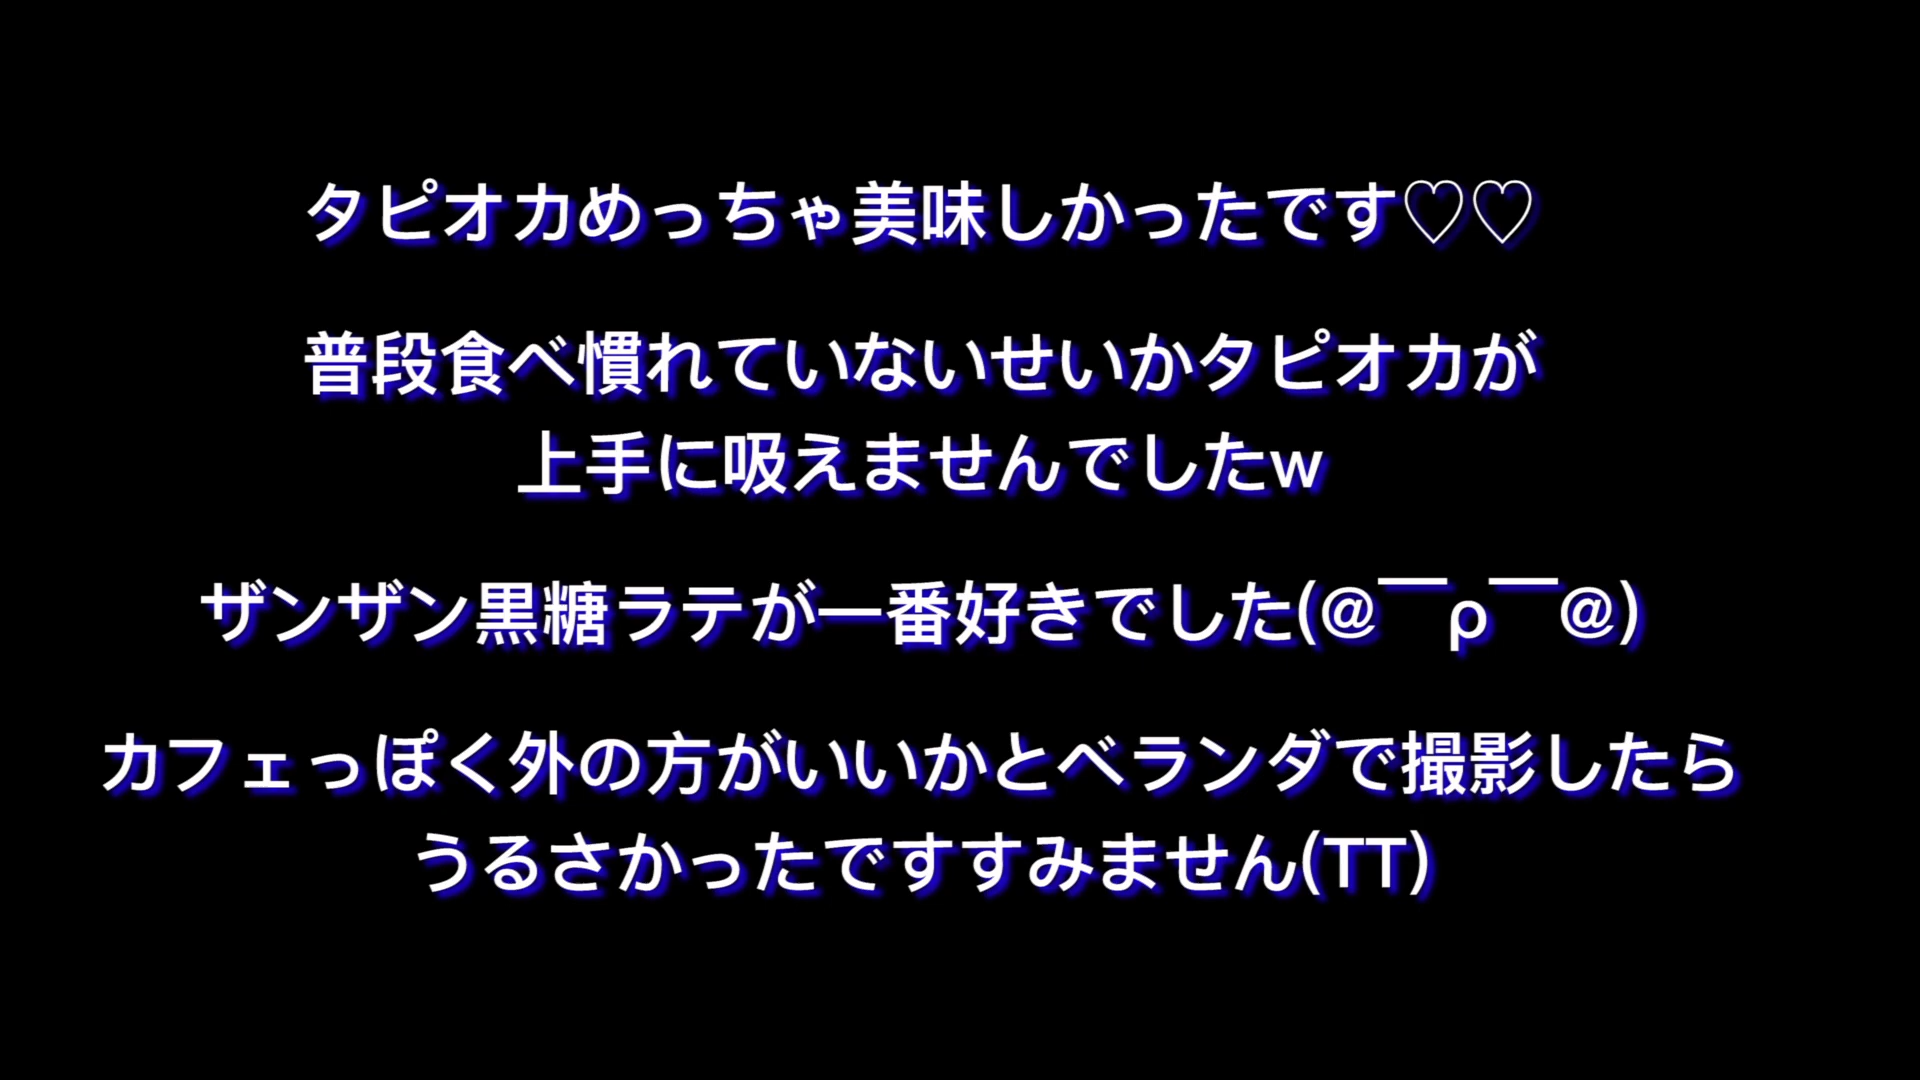 タピオカめっちゃ美味しかったです♡♡
普段食べ慣れていないせいかタピオカが
上手に吸えませんでしたw
ザンザン黒糖ラテが一番好きでした(@￣ρ￣@)
カフェっぽく外の方がいいかとベランダで撮影したら
うるさかったですすみません(TT)